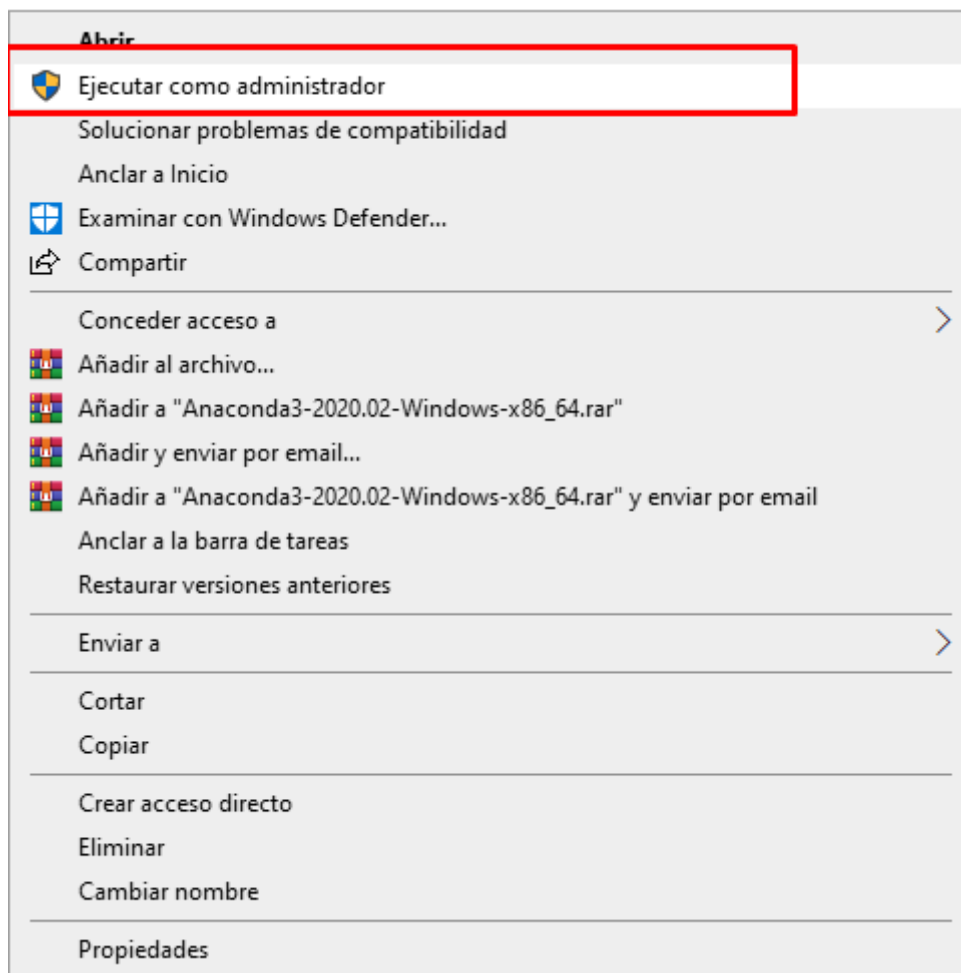 Abrir
Ejecutar como administrador
Solucionar problemas de compatibilidad
Anclar a Inicio
Examinar con Windows Defender...
Compartir
Conceder acceso a
Añadir al archivo...
Añadir a "Anaconda3-2020.02-Windows-x86_64.rar"
Añadir y enviar por email...
Añadir a "Anaconda3-2020.02-Windows-x86_64.rar" y enviar por email
Anclar a la barra de tareas
Restaurar versiones anteriores
Enviar a
Cortar
Copiar
Crear acceso directo
Eliminar
Cambiar nombre
Propiedades